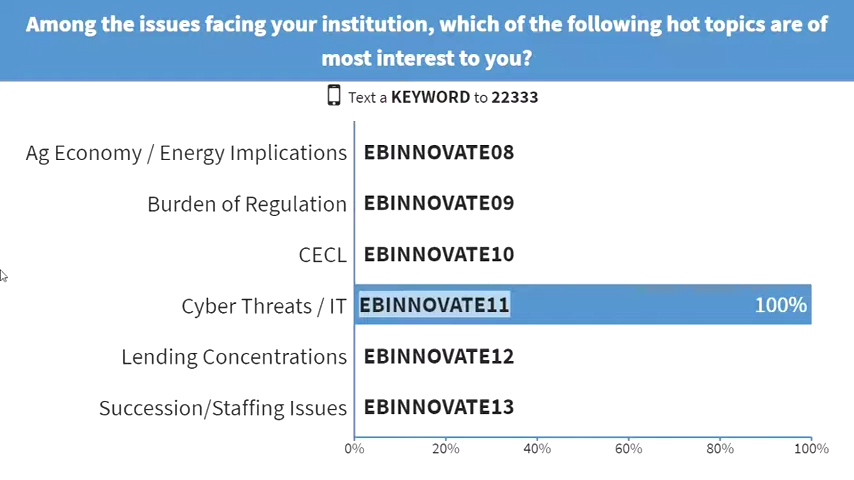 Among the issues facing your institution, which of the following hot topics are of
most interest to you?
Text a KEYWORD to 22333
Ag Economy / Energy Implications EBINNOVATE08
Burden of Regulation EBINNOVATE09
CECL EBINNOVATE10
Cyber Threats / IT EBINNOVATE11 100%
Lending Concentrations EBINNOVATE12
Succession/Staffing Issues EBINNOVATE13
0% 20% 40% 60% 80% 100%